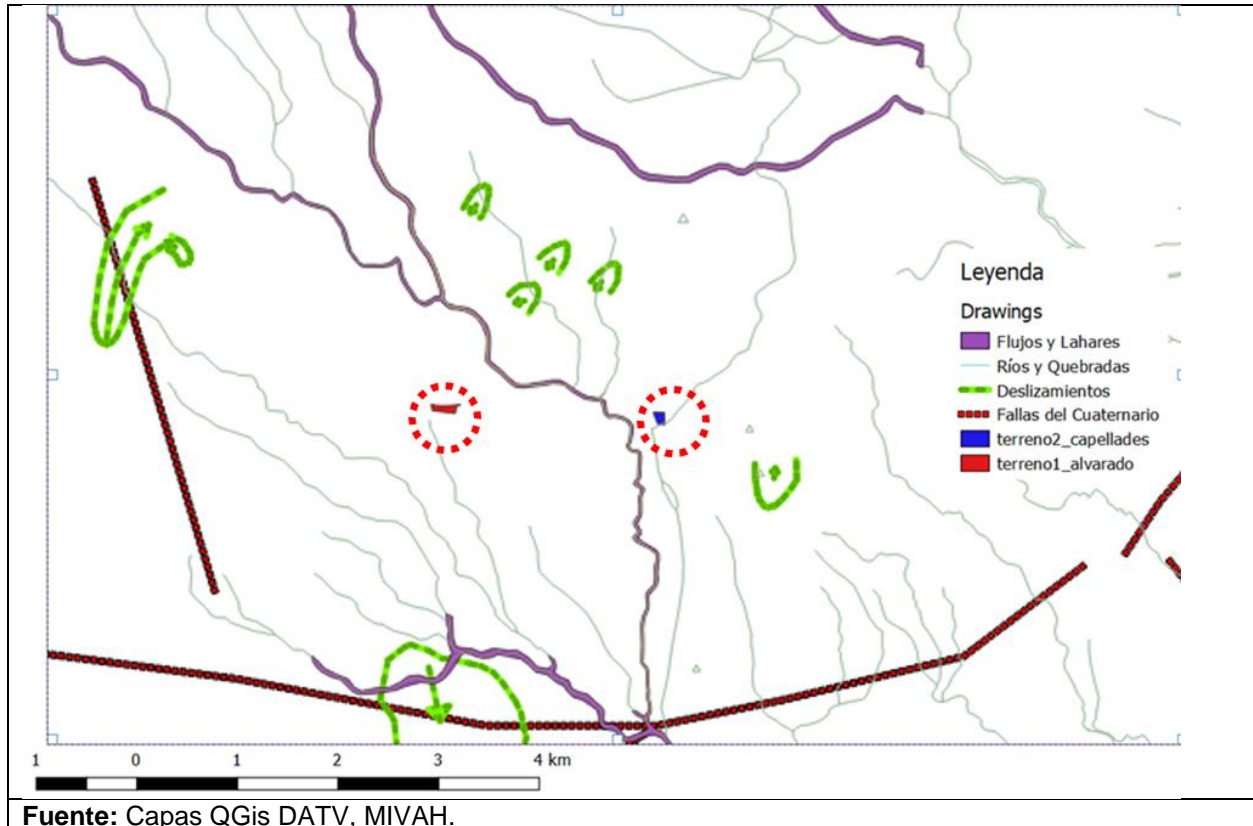 Leyenda
Drawings
Flujos y Lahares
Ríos y Quebradas
Deslizamientos
Fallas del Cuaternario
terreno2_capellades
terreno1_alvarado
1 0 1 2 3 4 km
Fuente: Capas QGis DATV, MIVAH.